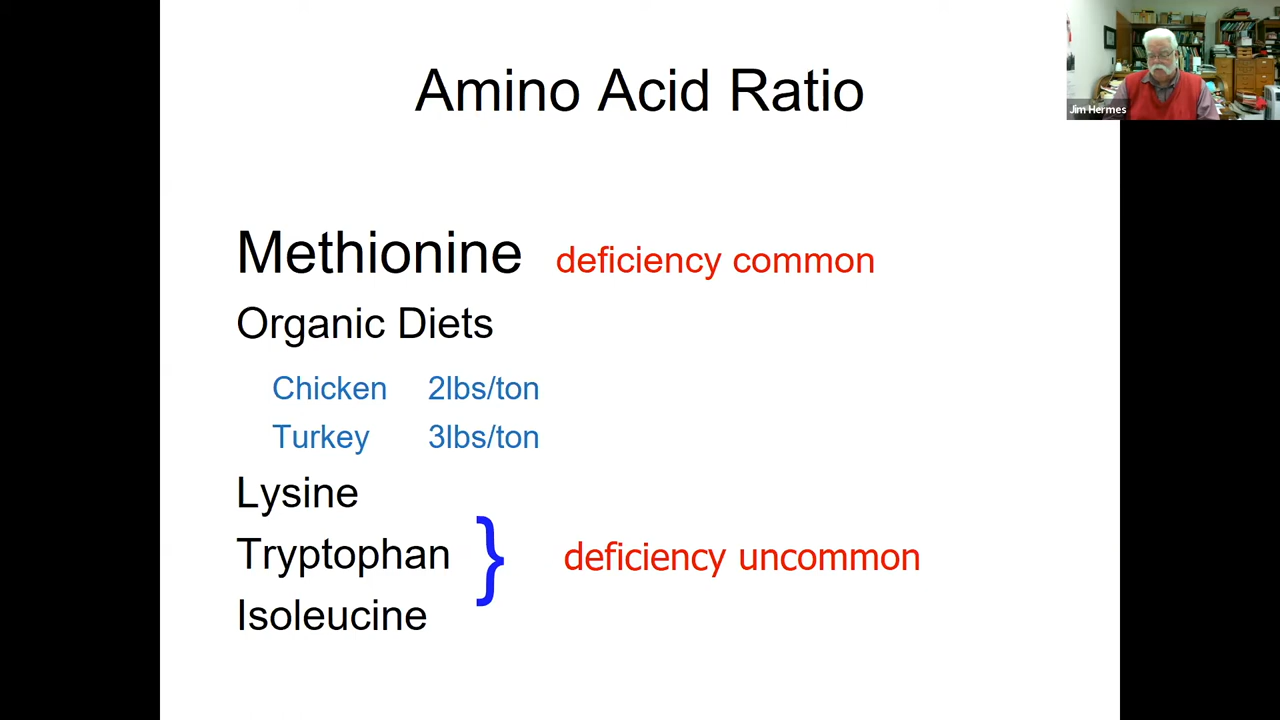 Amino Acid Ratio
Jim Hermes
Methionine deficiency common
Organic Diets
Chicken 2lbs/ton
Turkey 3lbs/ton
Lysine
Tryptophan } deficiency uncommon
Isoleucine